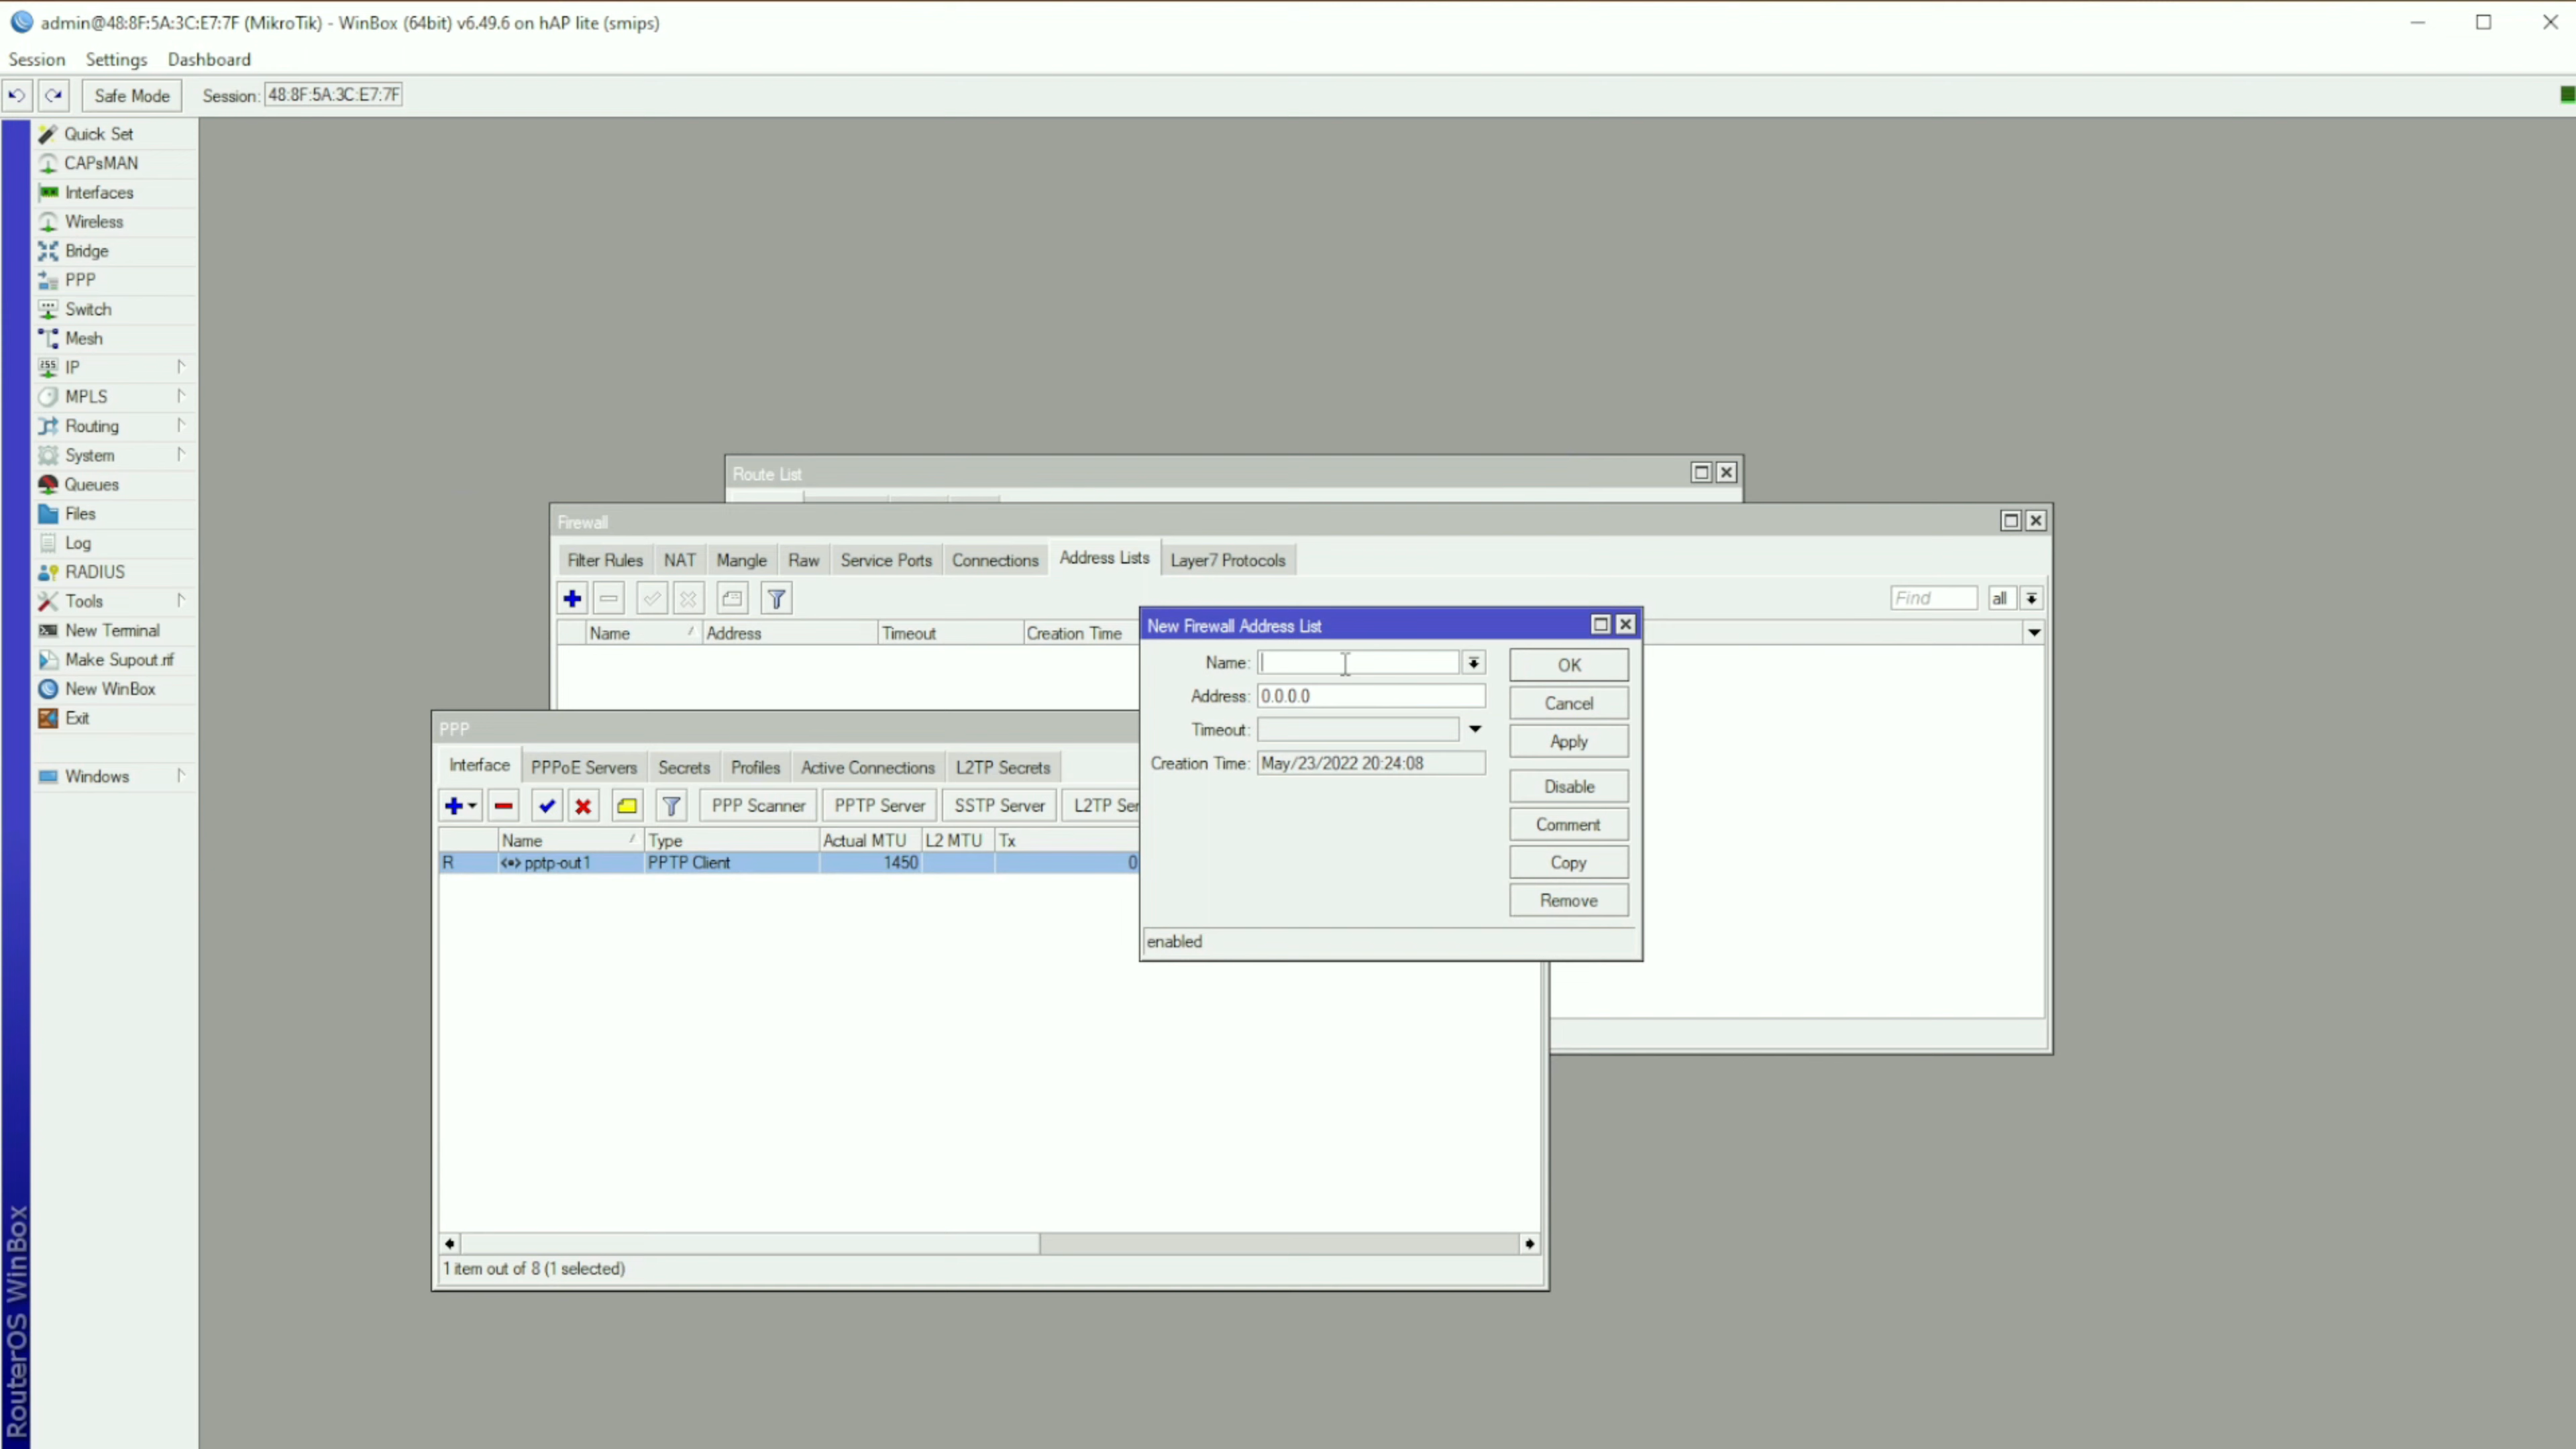 admin@48:8F:5A:3C:E7:7F (MikroTik) - WinBox (64bit) v6.49.6 on hAP lite (smips)
Session Settings Dashboard
Safe Mode Session: 48:8F:5A:3C:E7:7F
Quick Set
CAPsMAN
Interfaces
Wireless
Bridge
PPP
Switch
Mesh
IP
MPLS
Routing
System
Queues
Files
Log
RADIUS
Tools
New Terminal
Make Supout.rif
New WinBox
Exit
Windows
RouterOS WinBox
Route List
Firewall
Filter Rules NAT Mangle Raw Service Ports Connections Address Lists Layer7 Protocols
Find all
Name Address Timeout Creation Time
New Firewall Address List
Name: OK
Address: 0.0.0.0 Cancel
Timeout: Apply
Creation Time: May/23/2022 20:24:08
Disable
Comment
Copy
Remove
enabled
PPP
Interface PPPoE Servers Secrets Profiles Active Connections L2TP Secrets
PPP Scanner PPTP Server SSTP Server L2TP Ser
Name Type Actual MTU L2 MTU Tx
R <•> pptp-out1 PPTP Client 1450 0
1 item out of 8 (1 selected)